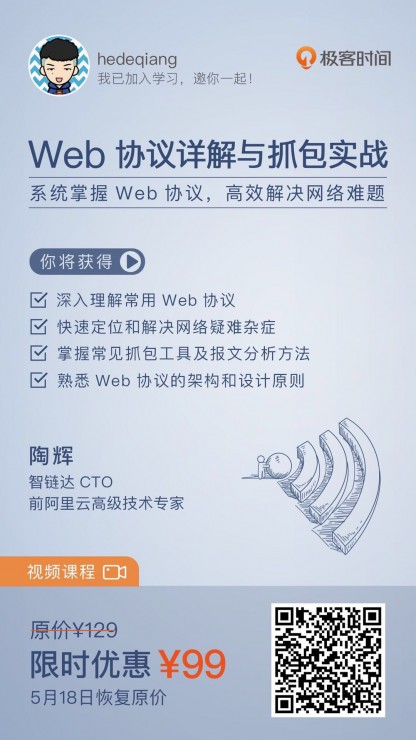 hedeqiang
我已加入学习，邀你一起！
极客时间
Web 协议详解与抓包实战
系统掌握 Web 协议，高效解决网络难题
你将获得
深入理解常用 Web 协议
快速定位和解决网络疑难杂症
掌握常见抓包工具及报文分析方法
熟悉 Web 协议的架构和设计原则
陶辉
智链达 CTO
前阿里云高级技术专家
视频课程
原价¥129
限时优惠 ¥99
5月18日恢复原价